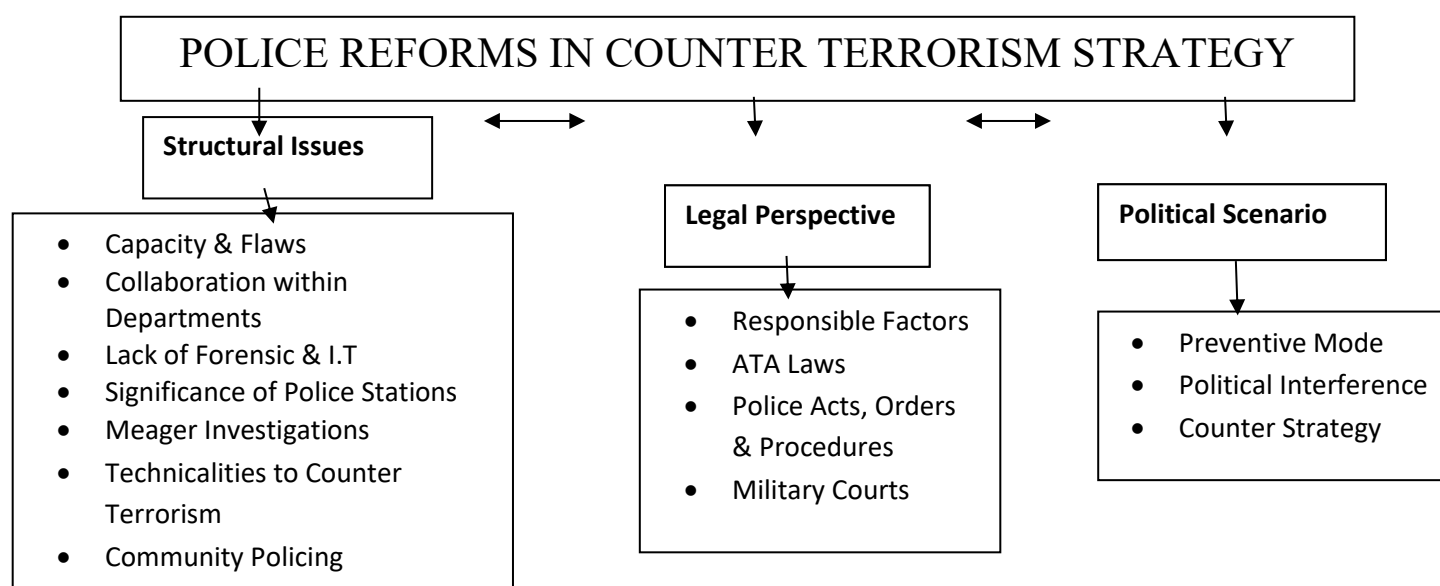 POLICE REFORMS IN COUNTER TERRORISM STRATEGY
Structural Issues
• Capacity & Flaws
• Collaboration within
Departments
• Lack of Forensic & I.T
• Significance of Police Stations
• Meager Investigations
• Technicalities to Counter
Terrorism
• Community Policing
Legal Perspective
• Responsible Factors
• ATA Laws
• Police Acts, Orders
& Procedures
• Military Courts
Political Scenario
• Preventive Mode
• Political Interference
• Counter Strategy